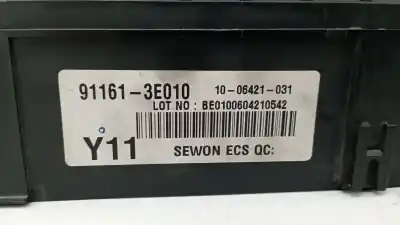 91161-3E010 10-06421-031
LOT NO : BE0100604210542
Y11 SEWON ECS QC: